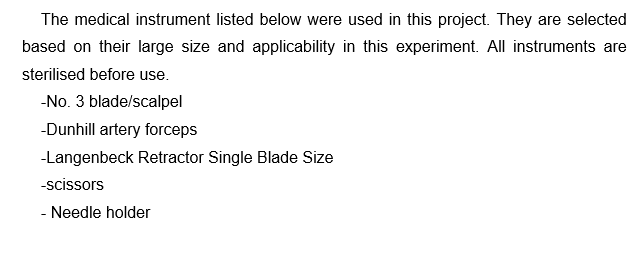 The medical instrument listed below were used in this project. They are selected
based on their large size and applicability in this experiment. All instruments are
sterilised before use.
-No. 3 blade/scalpel
-Dunhill artery forceps
-Langenbeck Retractor Single Blade Size
-scissors
- Needle holder